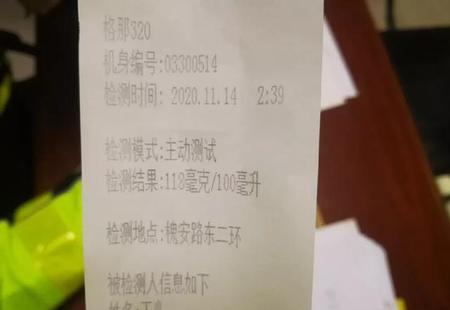 格那320
机身编号:03300514
检测时间: 2020.11.14 2:39
检测模式:主动测试
检测结果:118毫克/100毫升
检测地点:槐安路东二环
被检测人信息如下